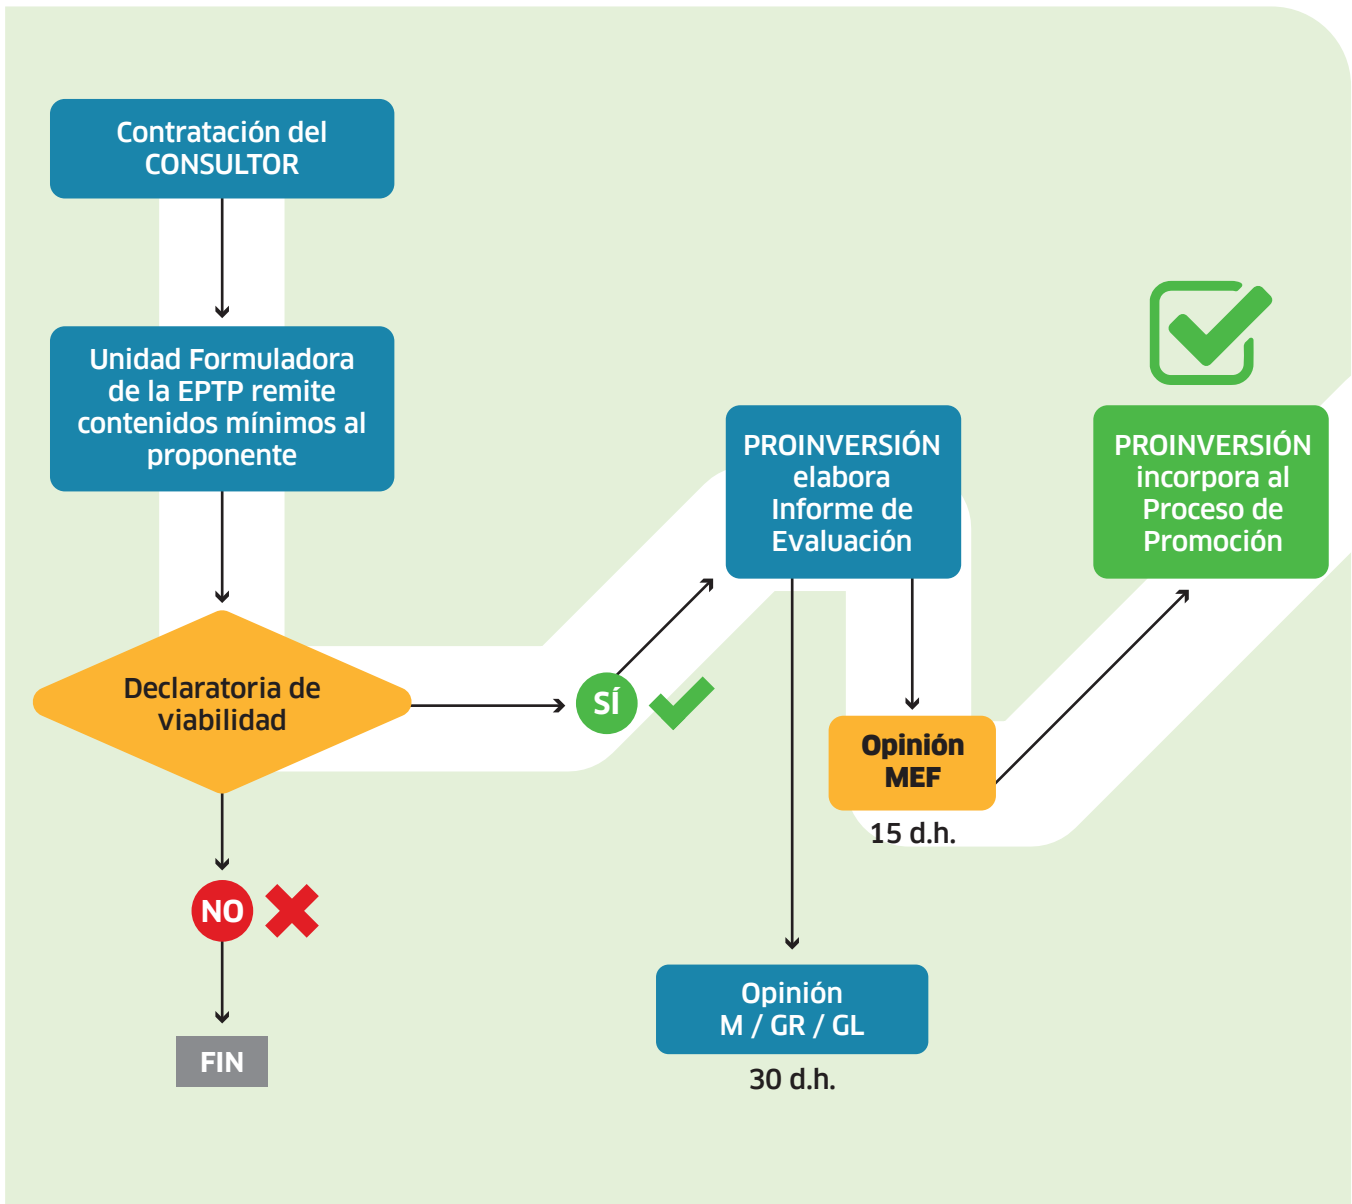 Contratación del
CONSULTOR
Unidad Formuladora
de la EPTP remite
contenidos mínimos al
proponente
Declaratoria de
viabilidad
SÍ
NO
FIN
PROINVERSIÓN
elabora
Informe de
Evaluación
Opinión
MEF
15 d.h.
Opinión
M / GR / GL
30 d.h.
PROINVERSIÓN
incorpora al
Proceso de
Promoción